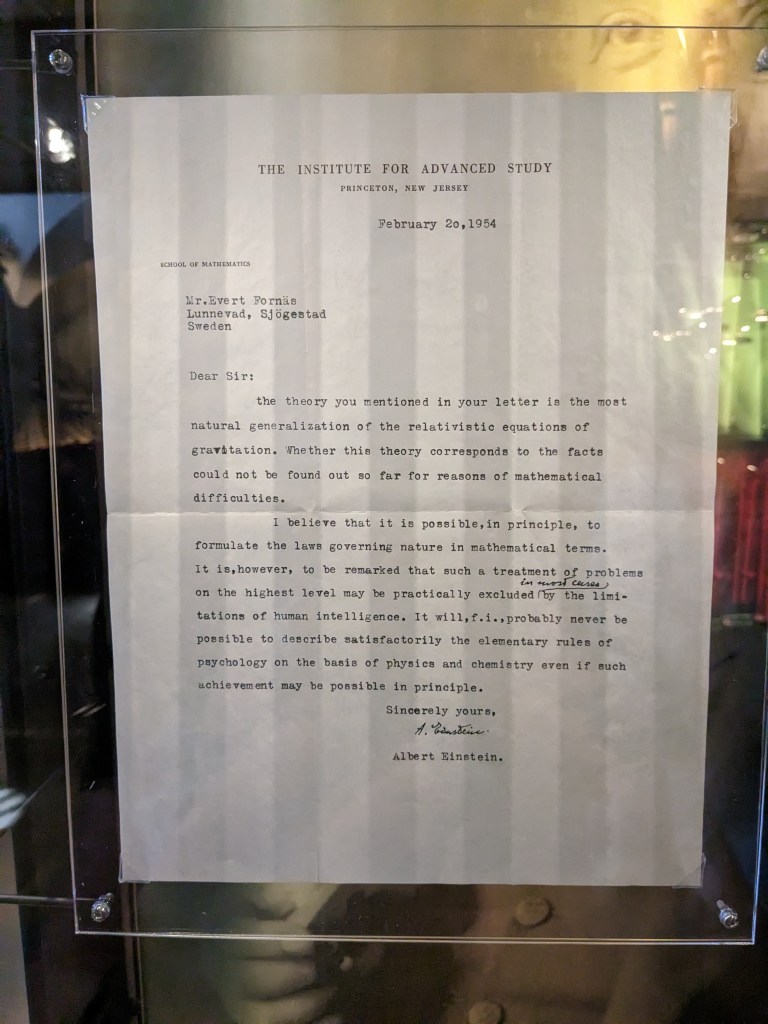 THE INSTITUTE FOR ADVANCED STUDY
PRINCETON, NEW JERSEY
February 20,1954
SCHOOL OF MATHEMATICS
Mr.Evert Fornäs
Lunnevad, Sjögestad
Sweden
Dear Sir:
the theory you mentioned in your letter is the most
natural generalization of the relativistic equations of
gravitation. Whether this theory corresponds to the facts
could not be found out so far for reasons of mathematical
difficulties.
I believe that it is possible,in principle, to
formulate the laws governing nature in mathematical terms.
It is,however, to be remarked that such a treatment of problems
in most cases
on the highest level may be practically excluded by the limi-
tations of human intelligence. It will,f.i.,probably never be
possible to describe satisfactorily the elementary rules of
psychology on the basis of physics and chemistry even if such
achievement may be possible in principle.
Sincerely yours,
A. Einstein.
Albert Einstein.